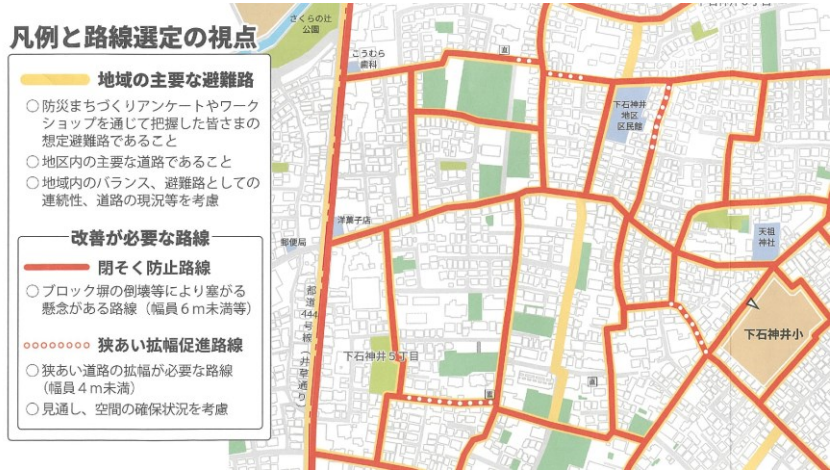 凡例と路線選定の視点
地域の主要な避難路
○ 防災まちづくりアンケートやワーク
ショップを通じて把握した皆さまの
想定避難路であること
○ 地区内の主要な道路であること
○ 地域内のバランス、避難路としての
連続性、道路の現況等を考慮
改善が必要な路線
閉そく防止路線
○ ブロック塀の倒壊等により塞がる
懸念がある路線（幅員6m未満等）
狭あい拡幅促進路線
○ 狭あい道路の拡幅が必要な路線
（幅員4m未満）
○ 見通し、空間の確保状況を考慮
さくらの辻
公園
こうむら
歯科
下石神井
地区
区民館
洋菓子店
郵便局
天祖
神社
都道444号線（井草通り）
下石神井5丁目
下石神井小